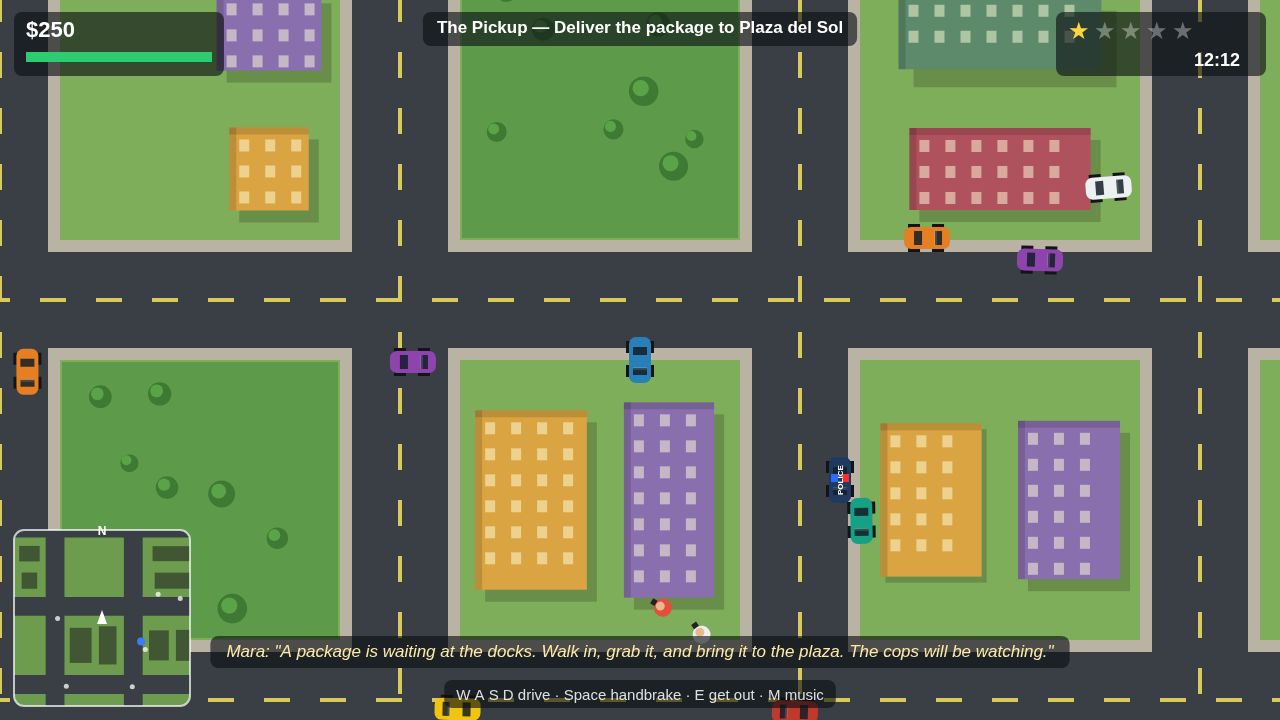 $250
The Pickup — Deliver the package to Plaza del Sol
12:12
POLICE
N
Mara: "A package is waiting at the docks. Walk in, grab it, and bring it to the plaza. The cops will be watching."
W A S D drive · Space handbrake · E get out · M music